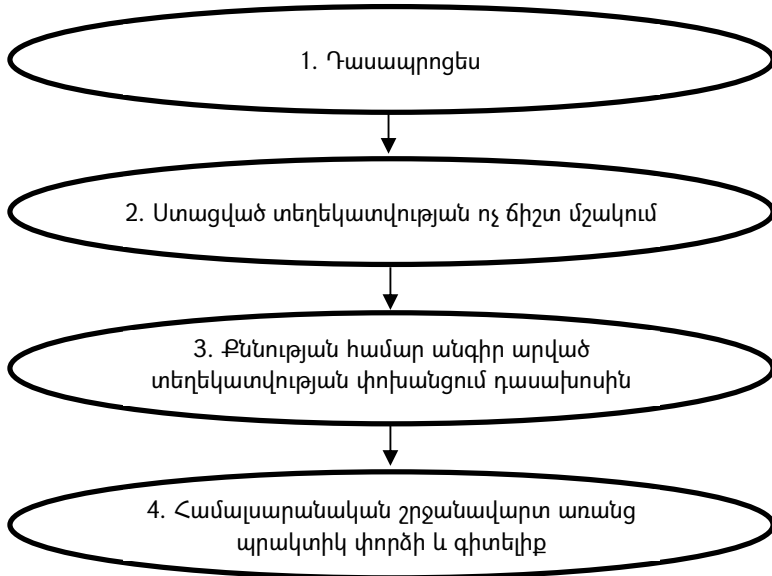 1. Դասապրոցես
2. Ստացված տեղեկատվության ոչ ճիշտ մշակում
3. Քննության համար անգիր արված
տեղեկատվության փոխանցում դասախոսին
4. Համալսարանական շրջանավարտ առանց
պրակտիկ փորձի և գիտելիք